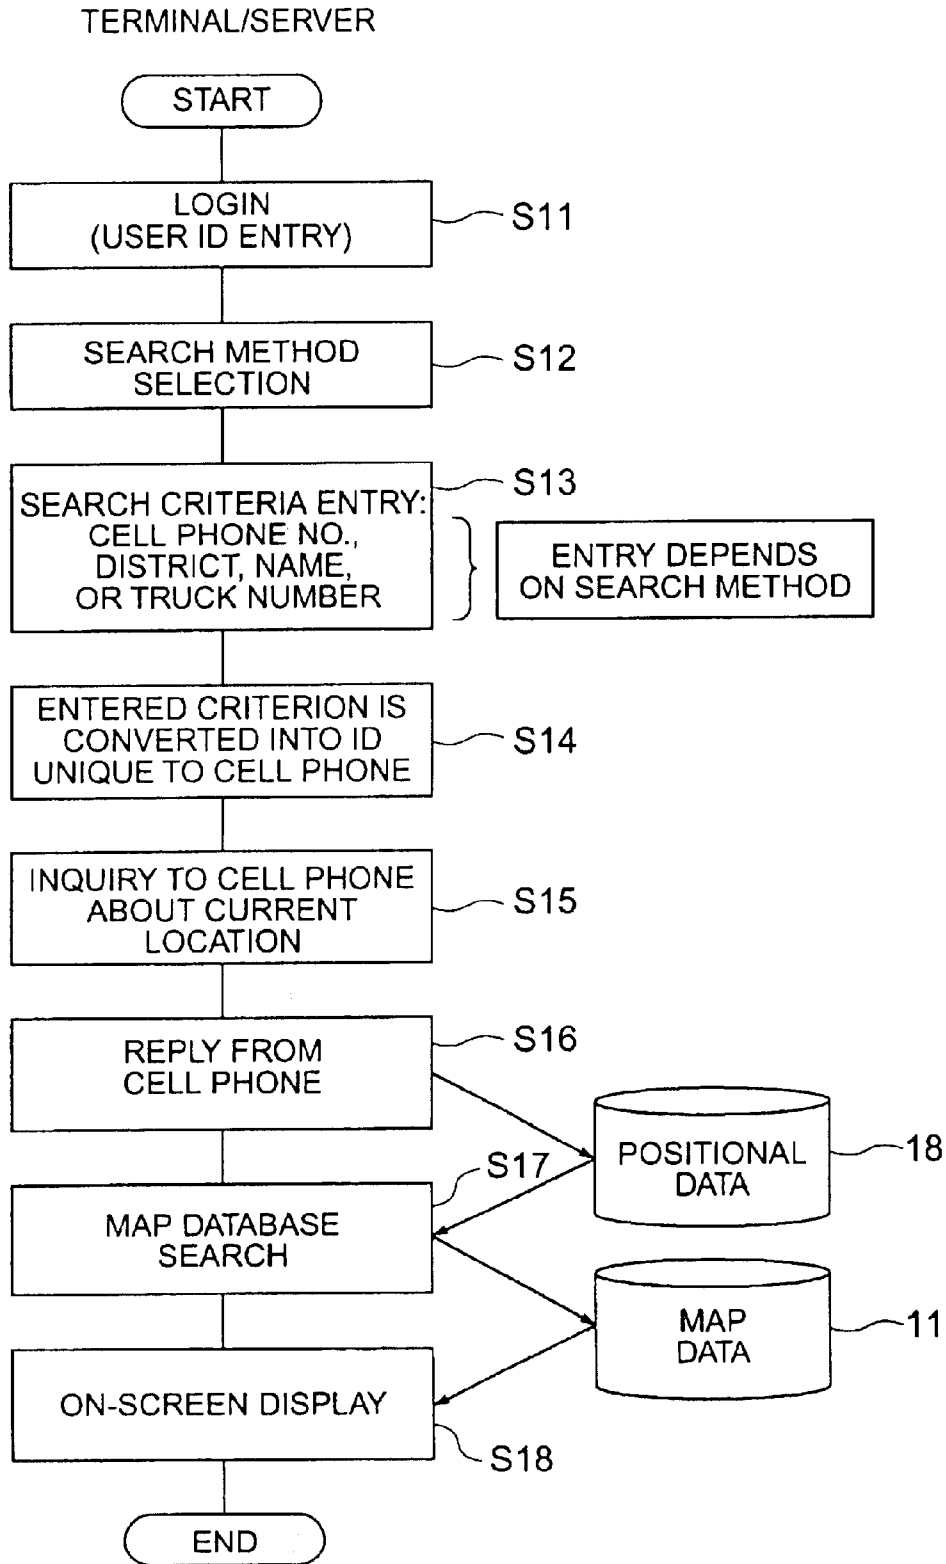 TERMINAL/SERVER
START
LOGIN
(USER ID ENTRY)
S11
SEARCH METHOD
SELECTION
S12
SEARCH CRITERIA ENTRY:
CELL PHONE NO.,
DISTRICT, NAME,
OR TRUCK NUMBER
S13
ENTRY DEPENDS
ON SEARCH METHOD
ENTERED CRITERION IS
CONVERTED INTO ID
UNIQUE TO CELL PHONE
S14
INQUIRY TO CELL PHONE
ABOUT CURRENT
LOCATION
S15
REPLY FROM
CELL PHONE
S16
POSITIONAL
DATA
18
MAP DATABASE
SEARCH
S17
MAP
DATA
11
ON-SCREEN DISPLAY
S18
END